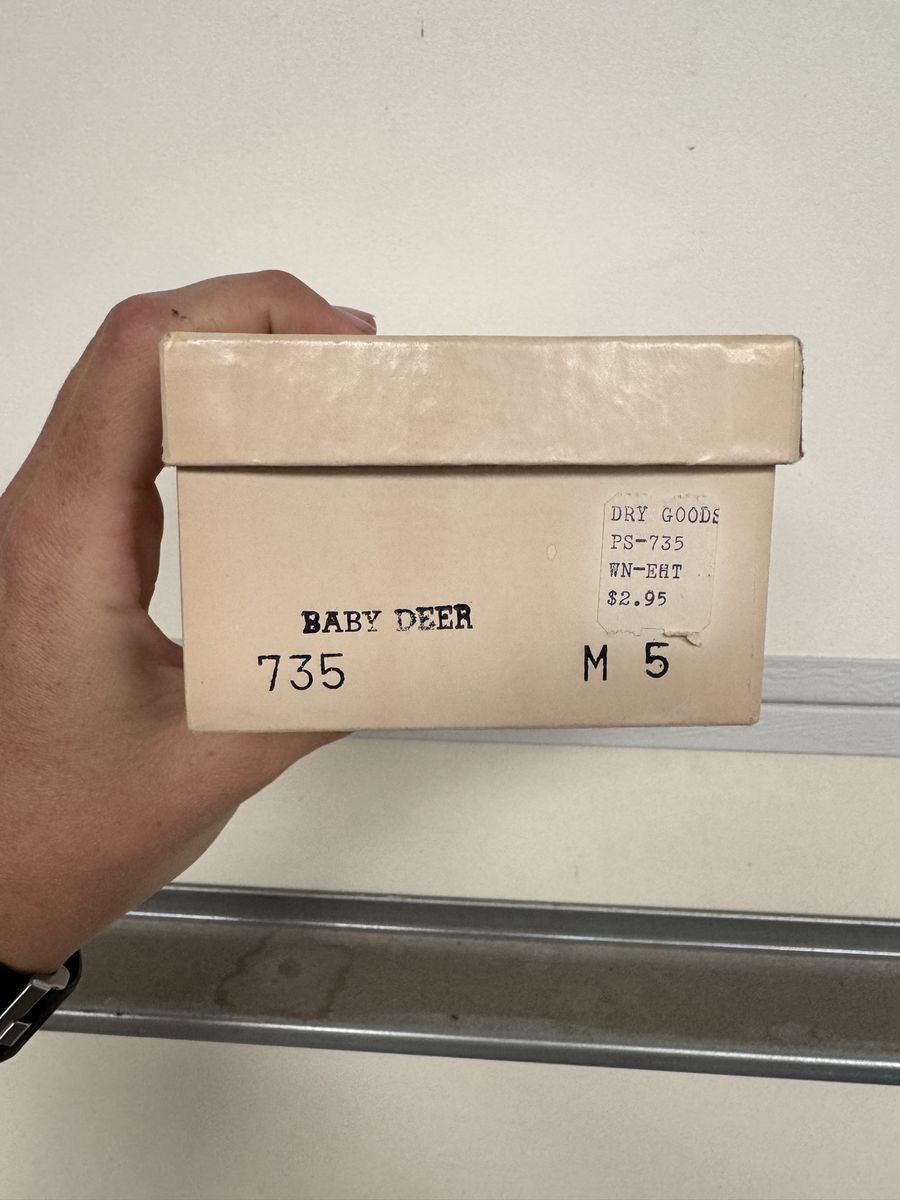 DRY GOODS
PS-735
WN-EHT
$2.95
BABY DEER
735 M 5